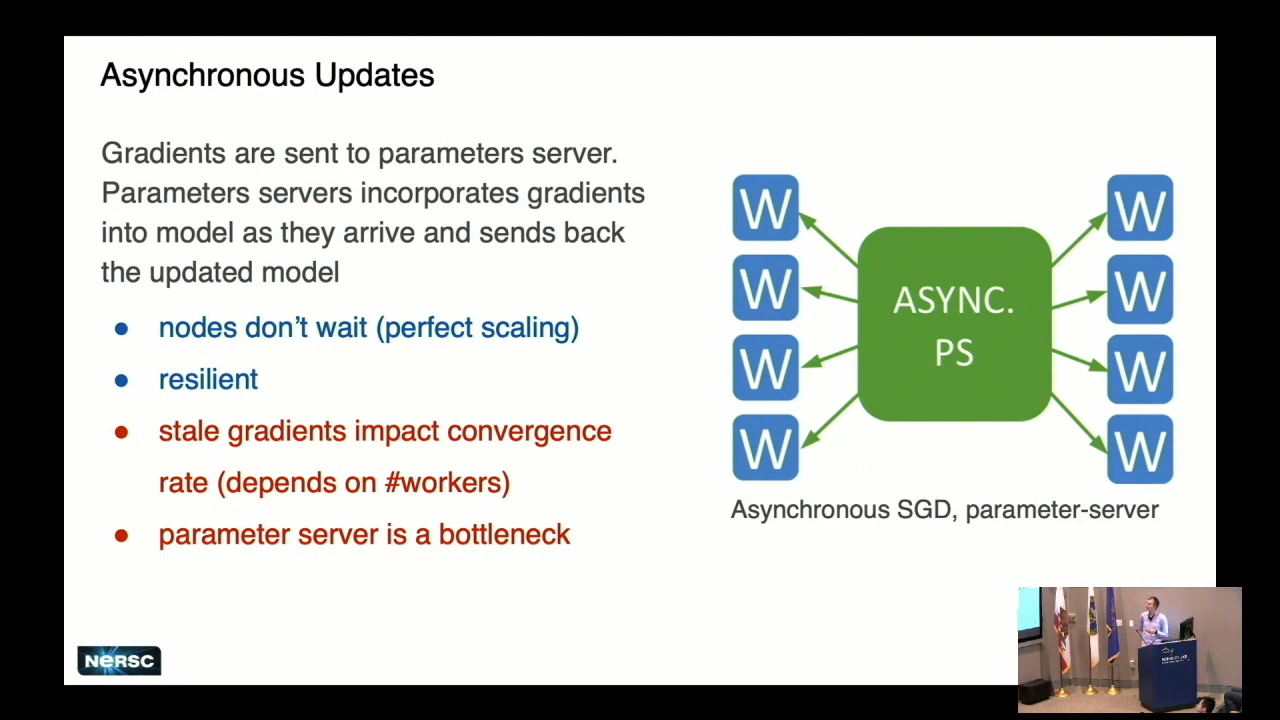 Asynchronous Updates
Gradients are sent to parameters server.
Parameters servers incorporates gradients
into model as they arrive and sends back
the updated model
● nodes don’t wait (perfect scaling)
● resilient
● stale gradients impact convergence
rate (depends on #workers)
● parameter server is a bottleneck
W
W
W
W
ASYNC.
PS
W
W
W
W
Asynchronous SGD, parameter-server
NERSC